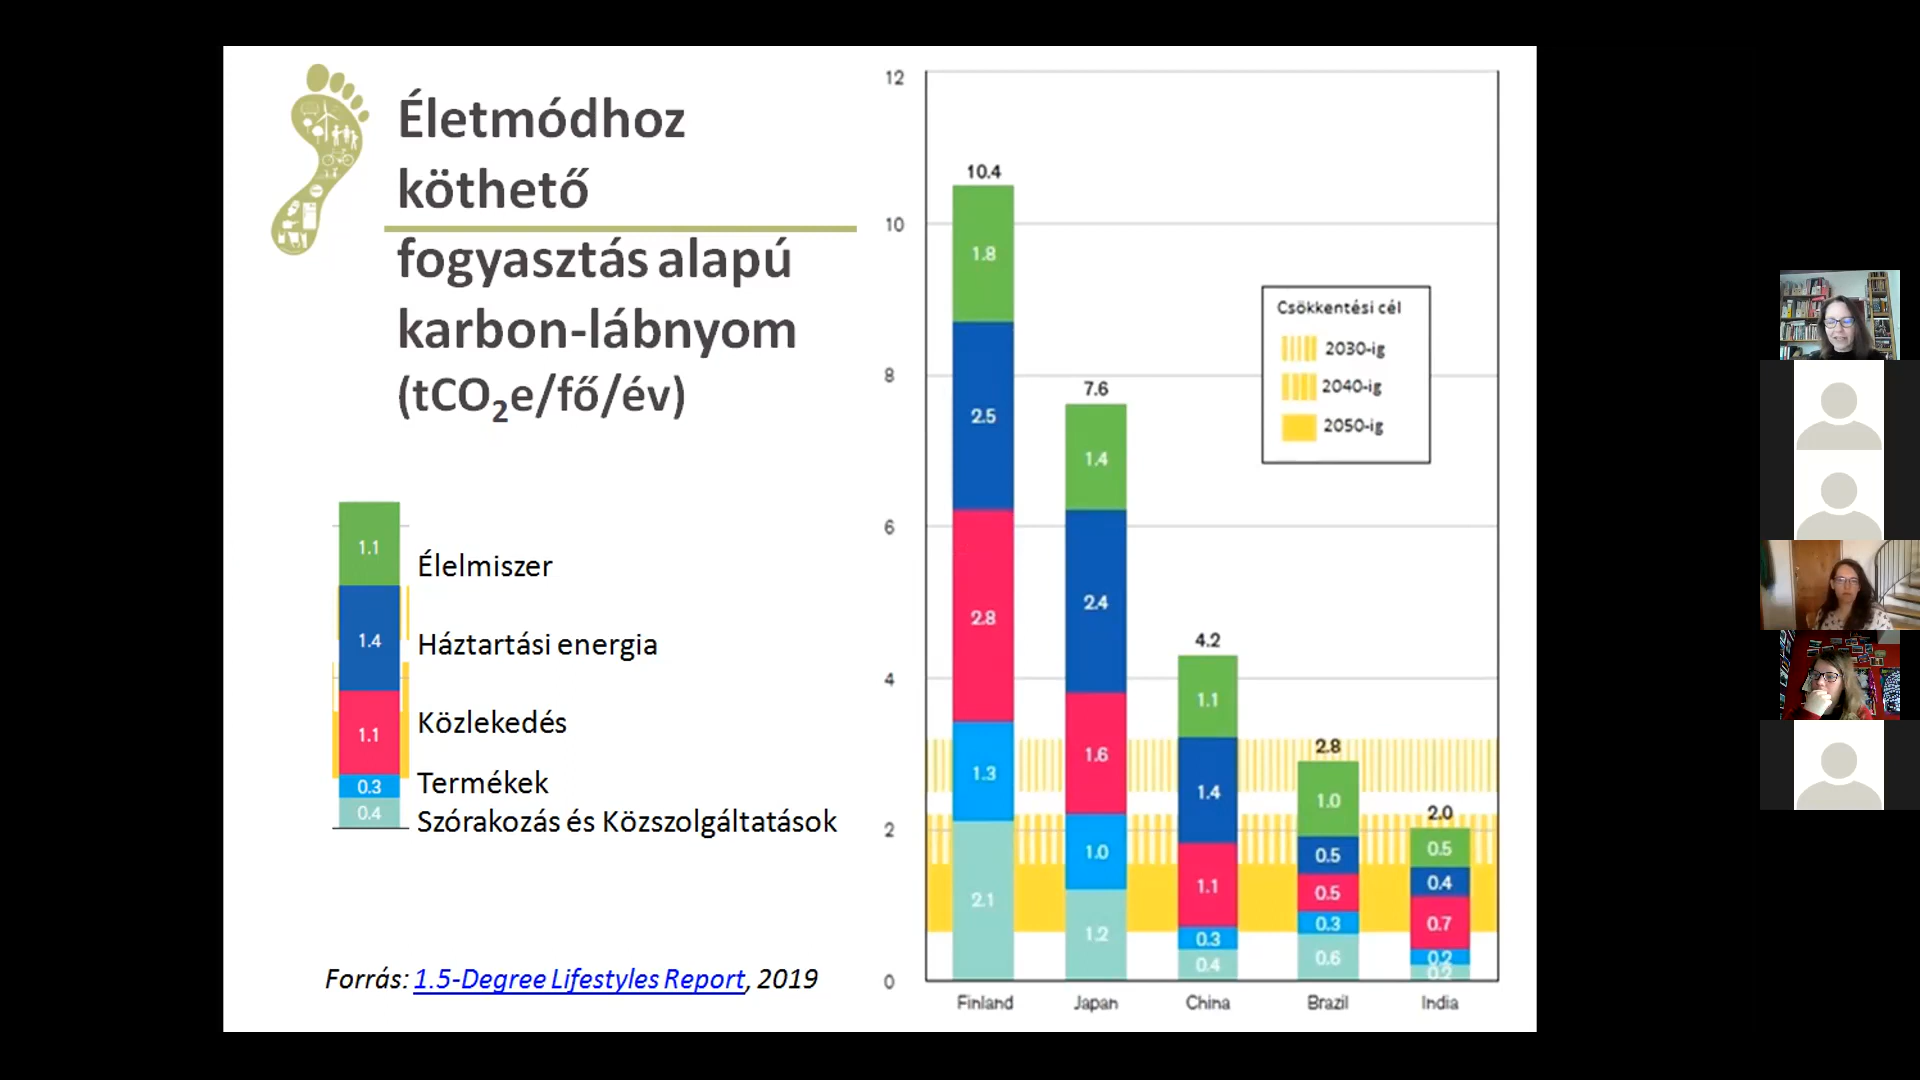 Életmódhoz
köthető
fogyasztás alapú
karbon-lábnyom
(tCO₂e/fő/év)
1.1
Élelmiszer
1.4
Háztartási energia
1.1
Közlekedés
0.3
Termékek
0.4
Szórakozás és Közszolgáltatások
Forrás: 1.5-Degree Lifestyles Report, 2019
12
10
8
6
4
2
0
10.4
1.8
2.5
2.8
1.3
2.1
Finland
7.6
1.4
2.4
1.6
1.0
1.2
Japan
4.2
1.1
1.4
1.1
0.3
0.4
China
2.8
1.0
0.5
0.5
0.3
0.6
Brazil
2.0
0.5
0.4
0.7
0.2
0.2
India
Csökkentési cél
2030-ig
2040-ig
2050-ig